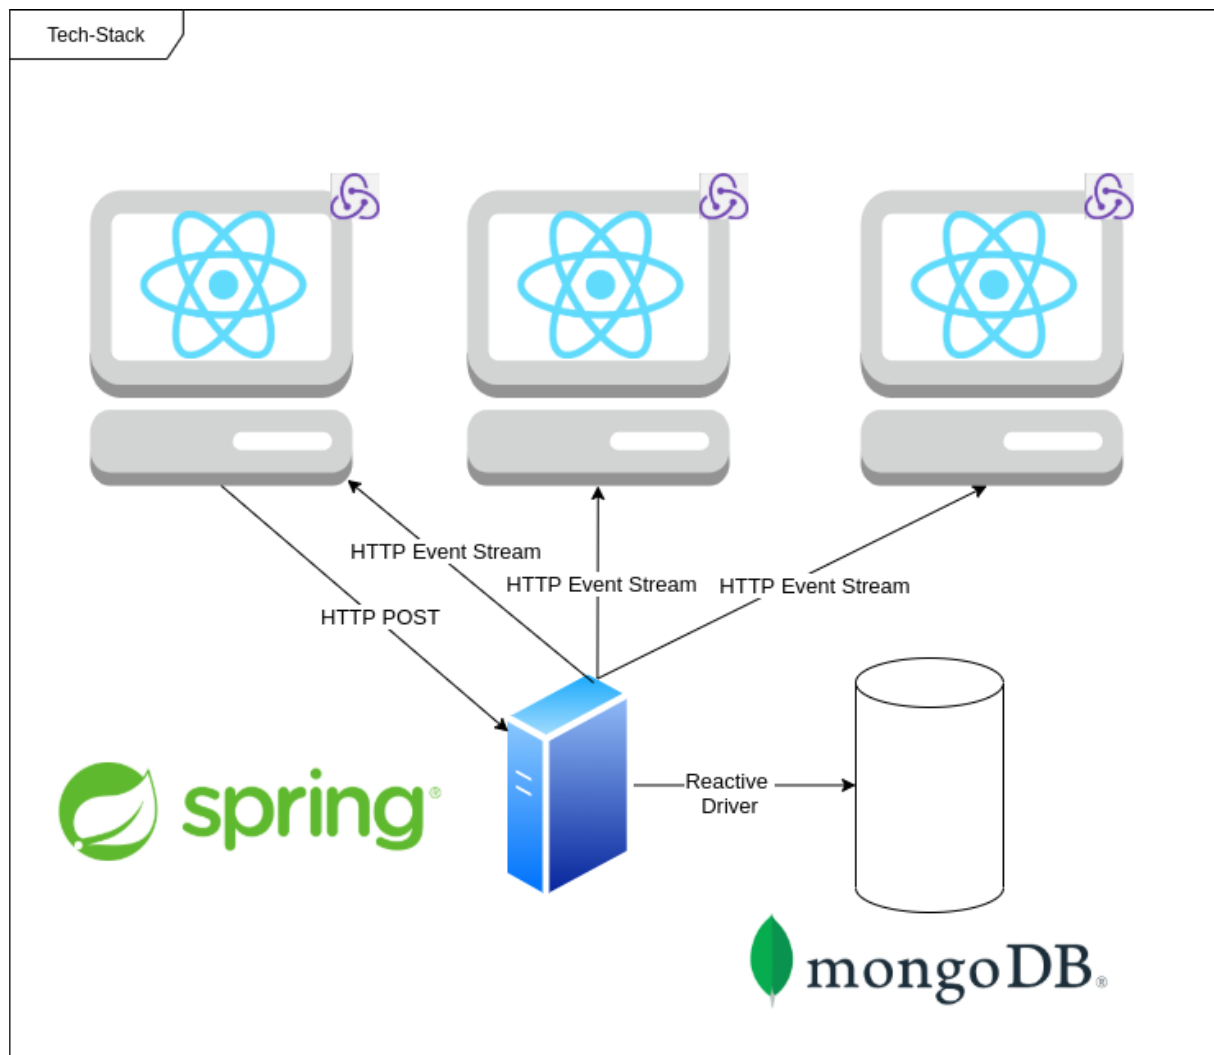 Tech-Stack
HTTP Event Stream
HTTP Event Stream
HTTP Event Stream
HTTP POST
Reactive
Driver
spring®
mongoDB®